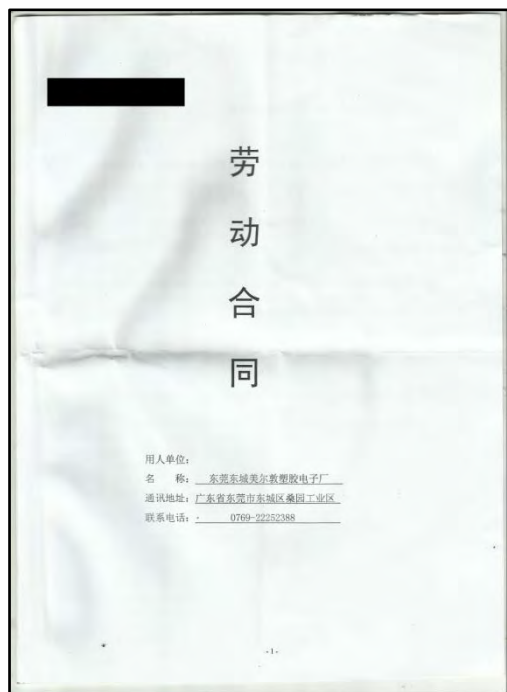 劳
动
合
同
用人单位：
名　　称： 东莞东城美尔敦塑胶电子厂
通讯地址：广东省东莞市东城区桑园工业区
联系电话： 0769-22252388
-1-